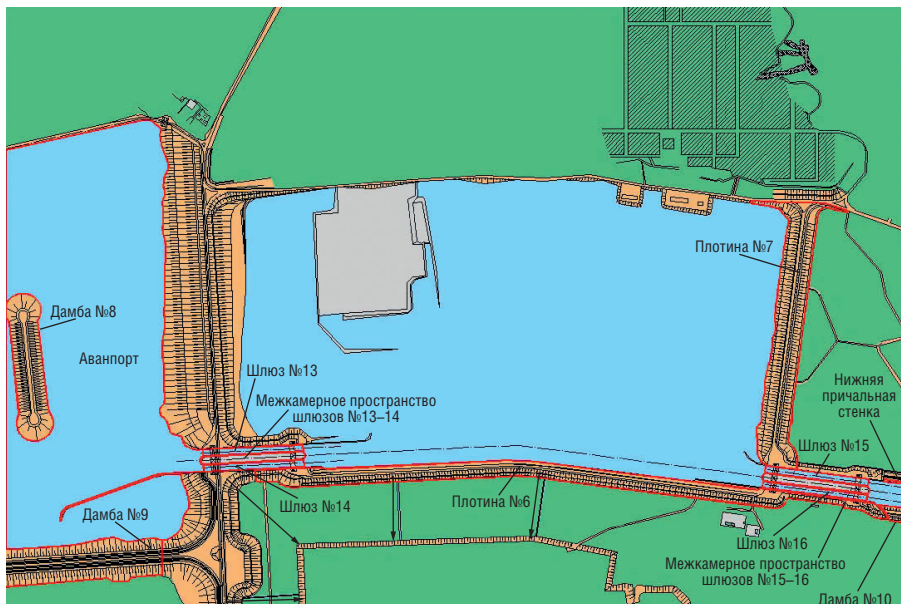 Плотина №7
Дамба №8
Аванпорт
Шлюз №13
Межкамерное пространство
шлюзов №13–14
Нижняя
причальная
стенка
Шлюз №15
Шлюз №14
Плотина №6
Дамба №9
Шлюз №16
Межкамерное пространство
шлюзов №15–16
Дамба №10